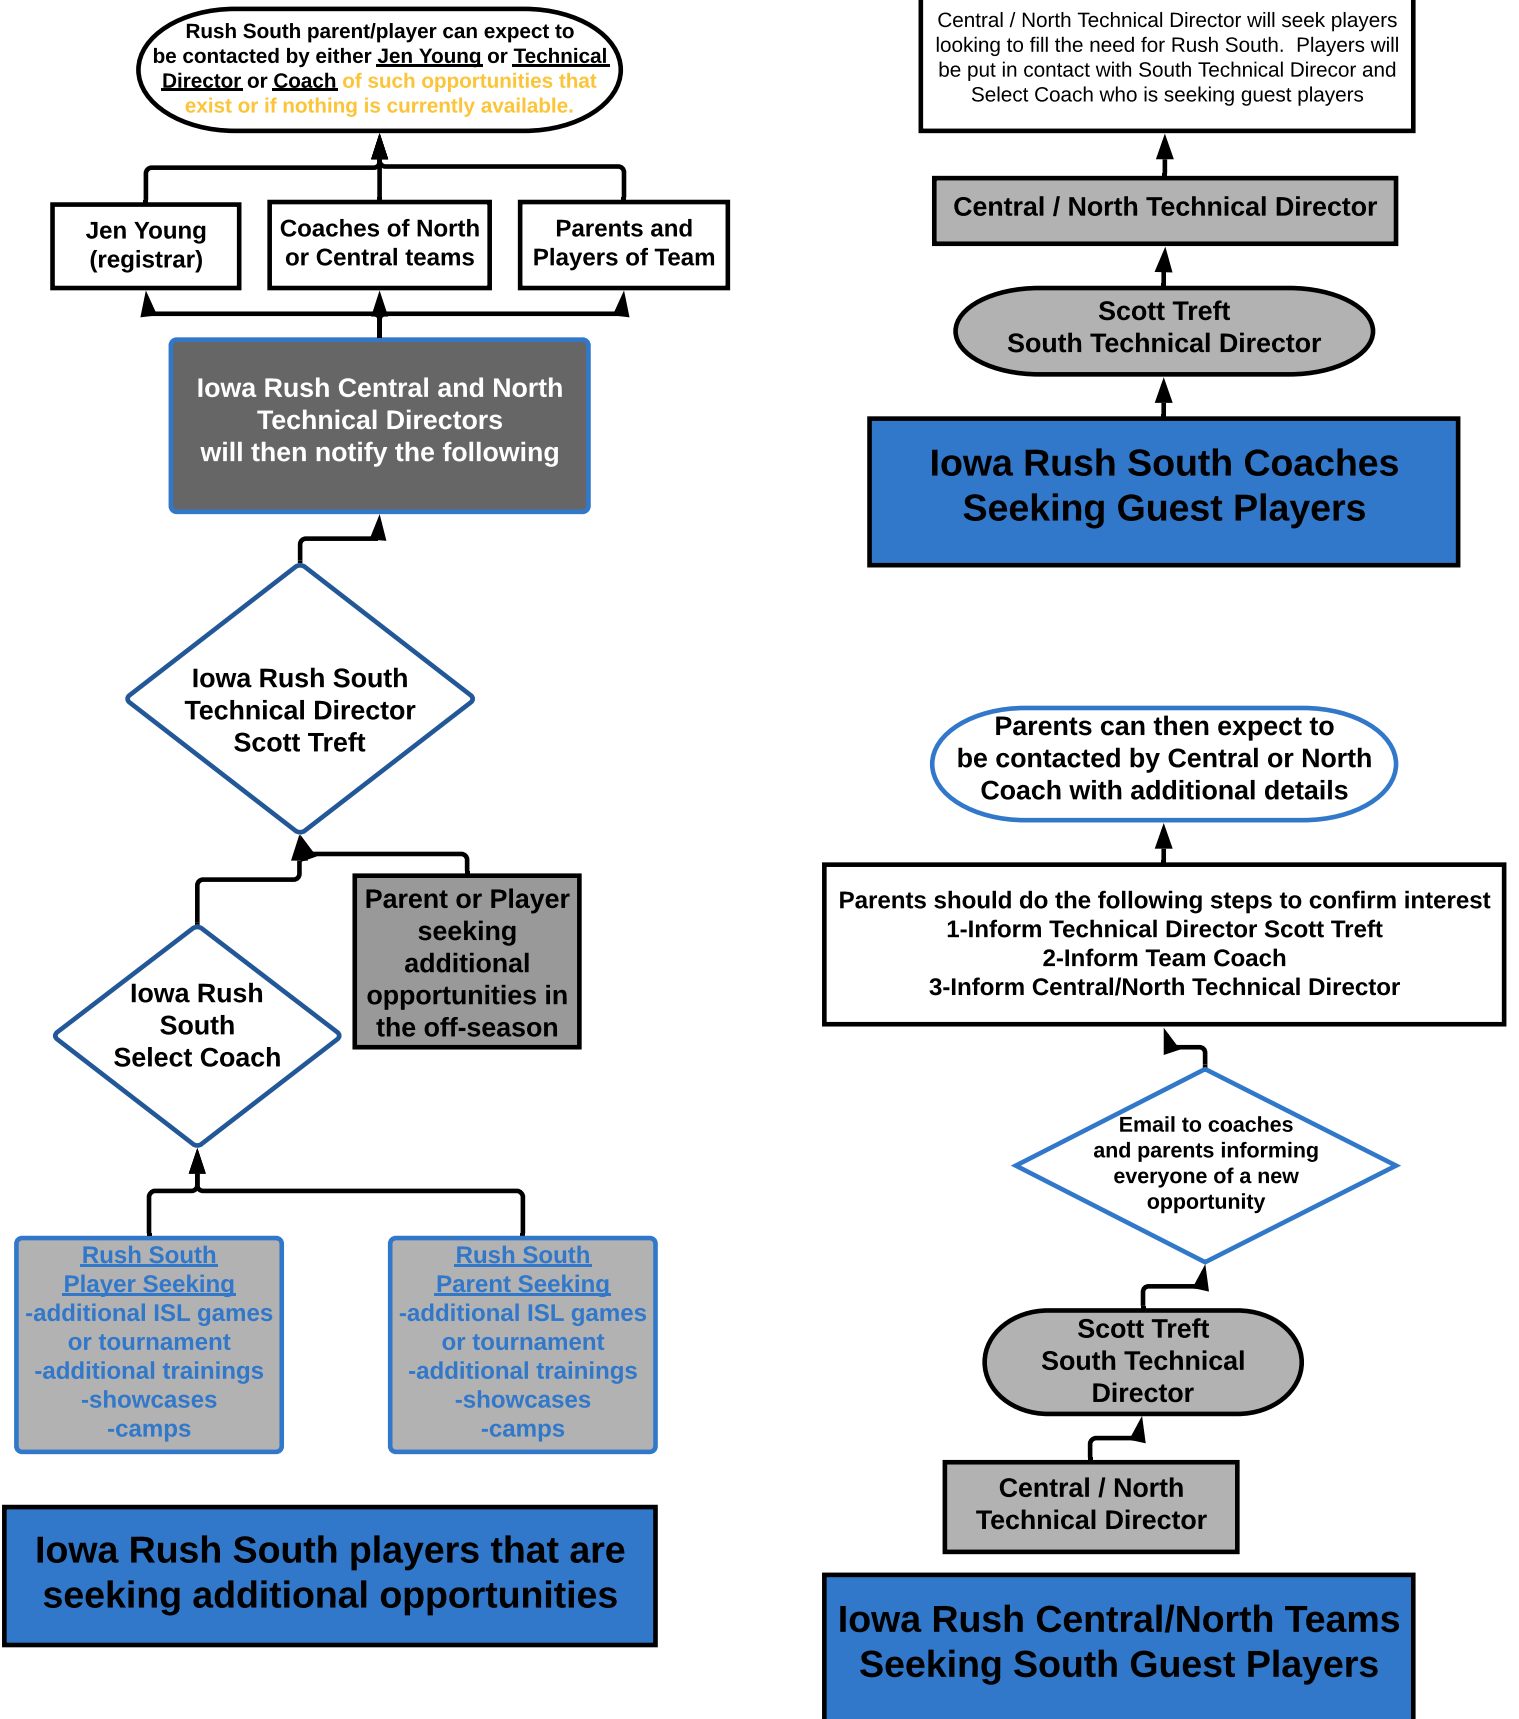 Rush South parent/player can expect to
be contacted by either Jen Young or Technical
Director or Coach of such opportunities that
exist or if nothing is currently available.
Jen Young
(registrar)
Coaches of North
or Central teams
Parents and
Players of Team
Iowa Rush Central and North
Technical Directors
will then notify the following
Iowa Rush South
Technical Director
Scott Treft
Parent or Player
seeking
additional
opportunities in
the off-season
Iowa Rush
South
Select Coach
Rush South
Player Seeking
-additional ISL games
or tournament
-additional trainings
-showcases
-camps
Rush South
Parent Seeking
-additional ISL games
or tournament
-additional trainings
-showcases
-camps
Iowa Rush South players that are
seeking additional opportunities
Central / North Technical Director will seek players
looking to fill the need for Rush South.  Players will
be put in contact with South Technical Direcor and
Select Coach who is seeking guest players
Central / North Technical Director
Scott Treft
South Technical Director
Iowa Rush South Coaches
Seeking Guest Players
Parents can then expect to
be contacted by Central or North
Coach with additional details
Parents should do the following steps to confirm interest
1-Inform Technical Director Scott Treft
2-Inform Team Coach
3-Inform Central/North Technical Director
Email to coaches
and parents informing
everyone of a new
opportunity
Scott Treft
South Technical
Director
Central / North
Technical Director
Iowa Rush Central/North Teams
Seeking South Guest Players